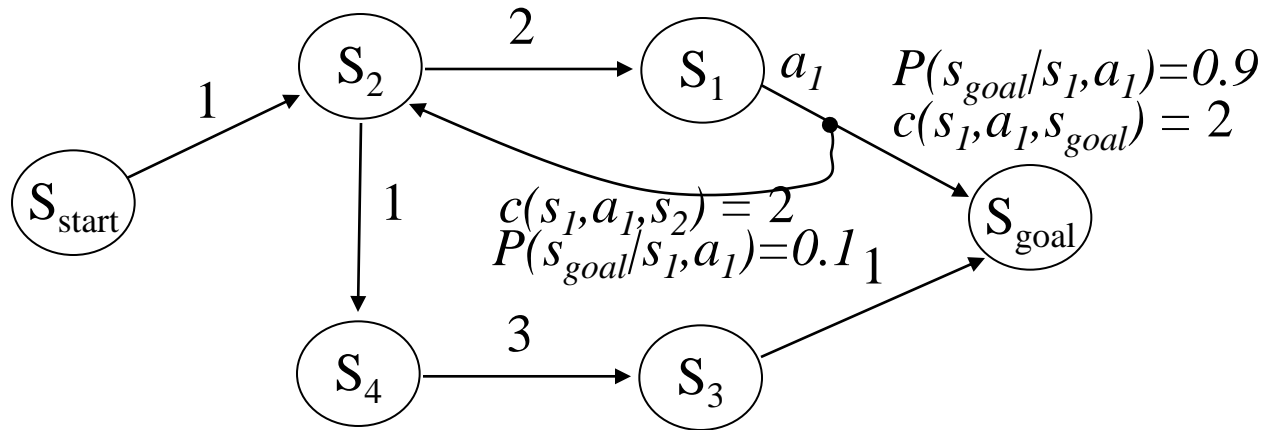 2
S2
S1
a1
P(sgoal/s1,a1)=0.9
c(s1,a1,sgoal) = 2
1
Sstart
1
c(s1,a1,s2) = 2
P(sgoal/s1,a1)=0.1
1
Sgoal
3
S4
S3